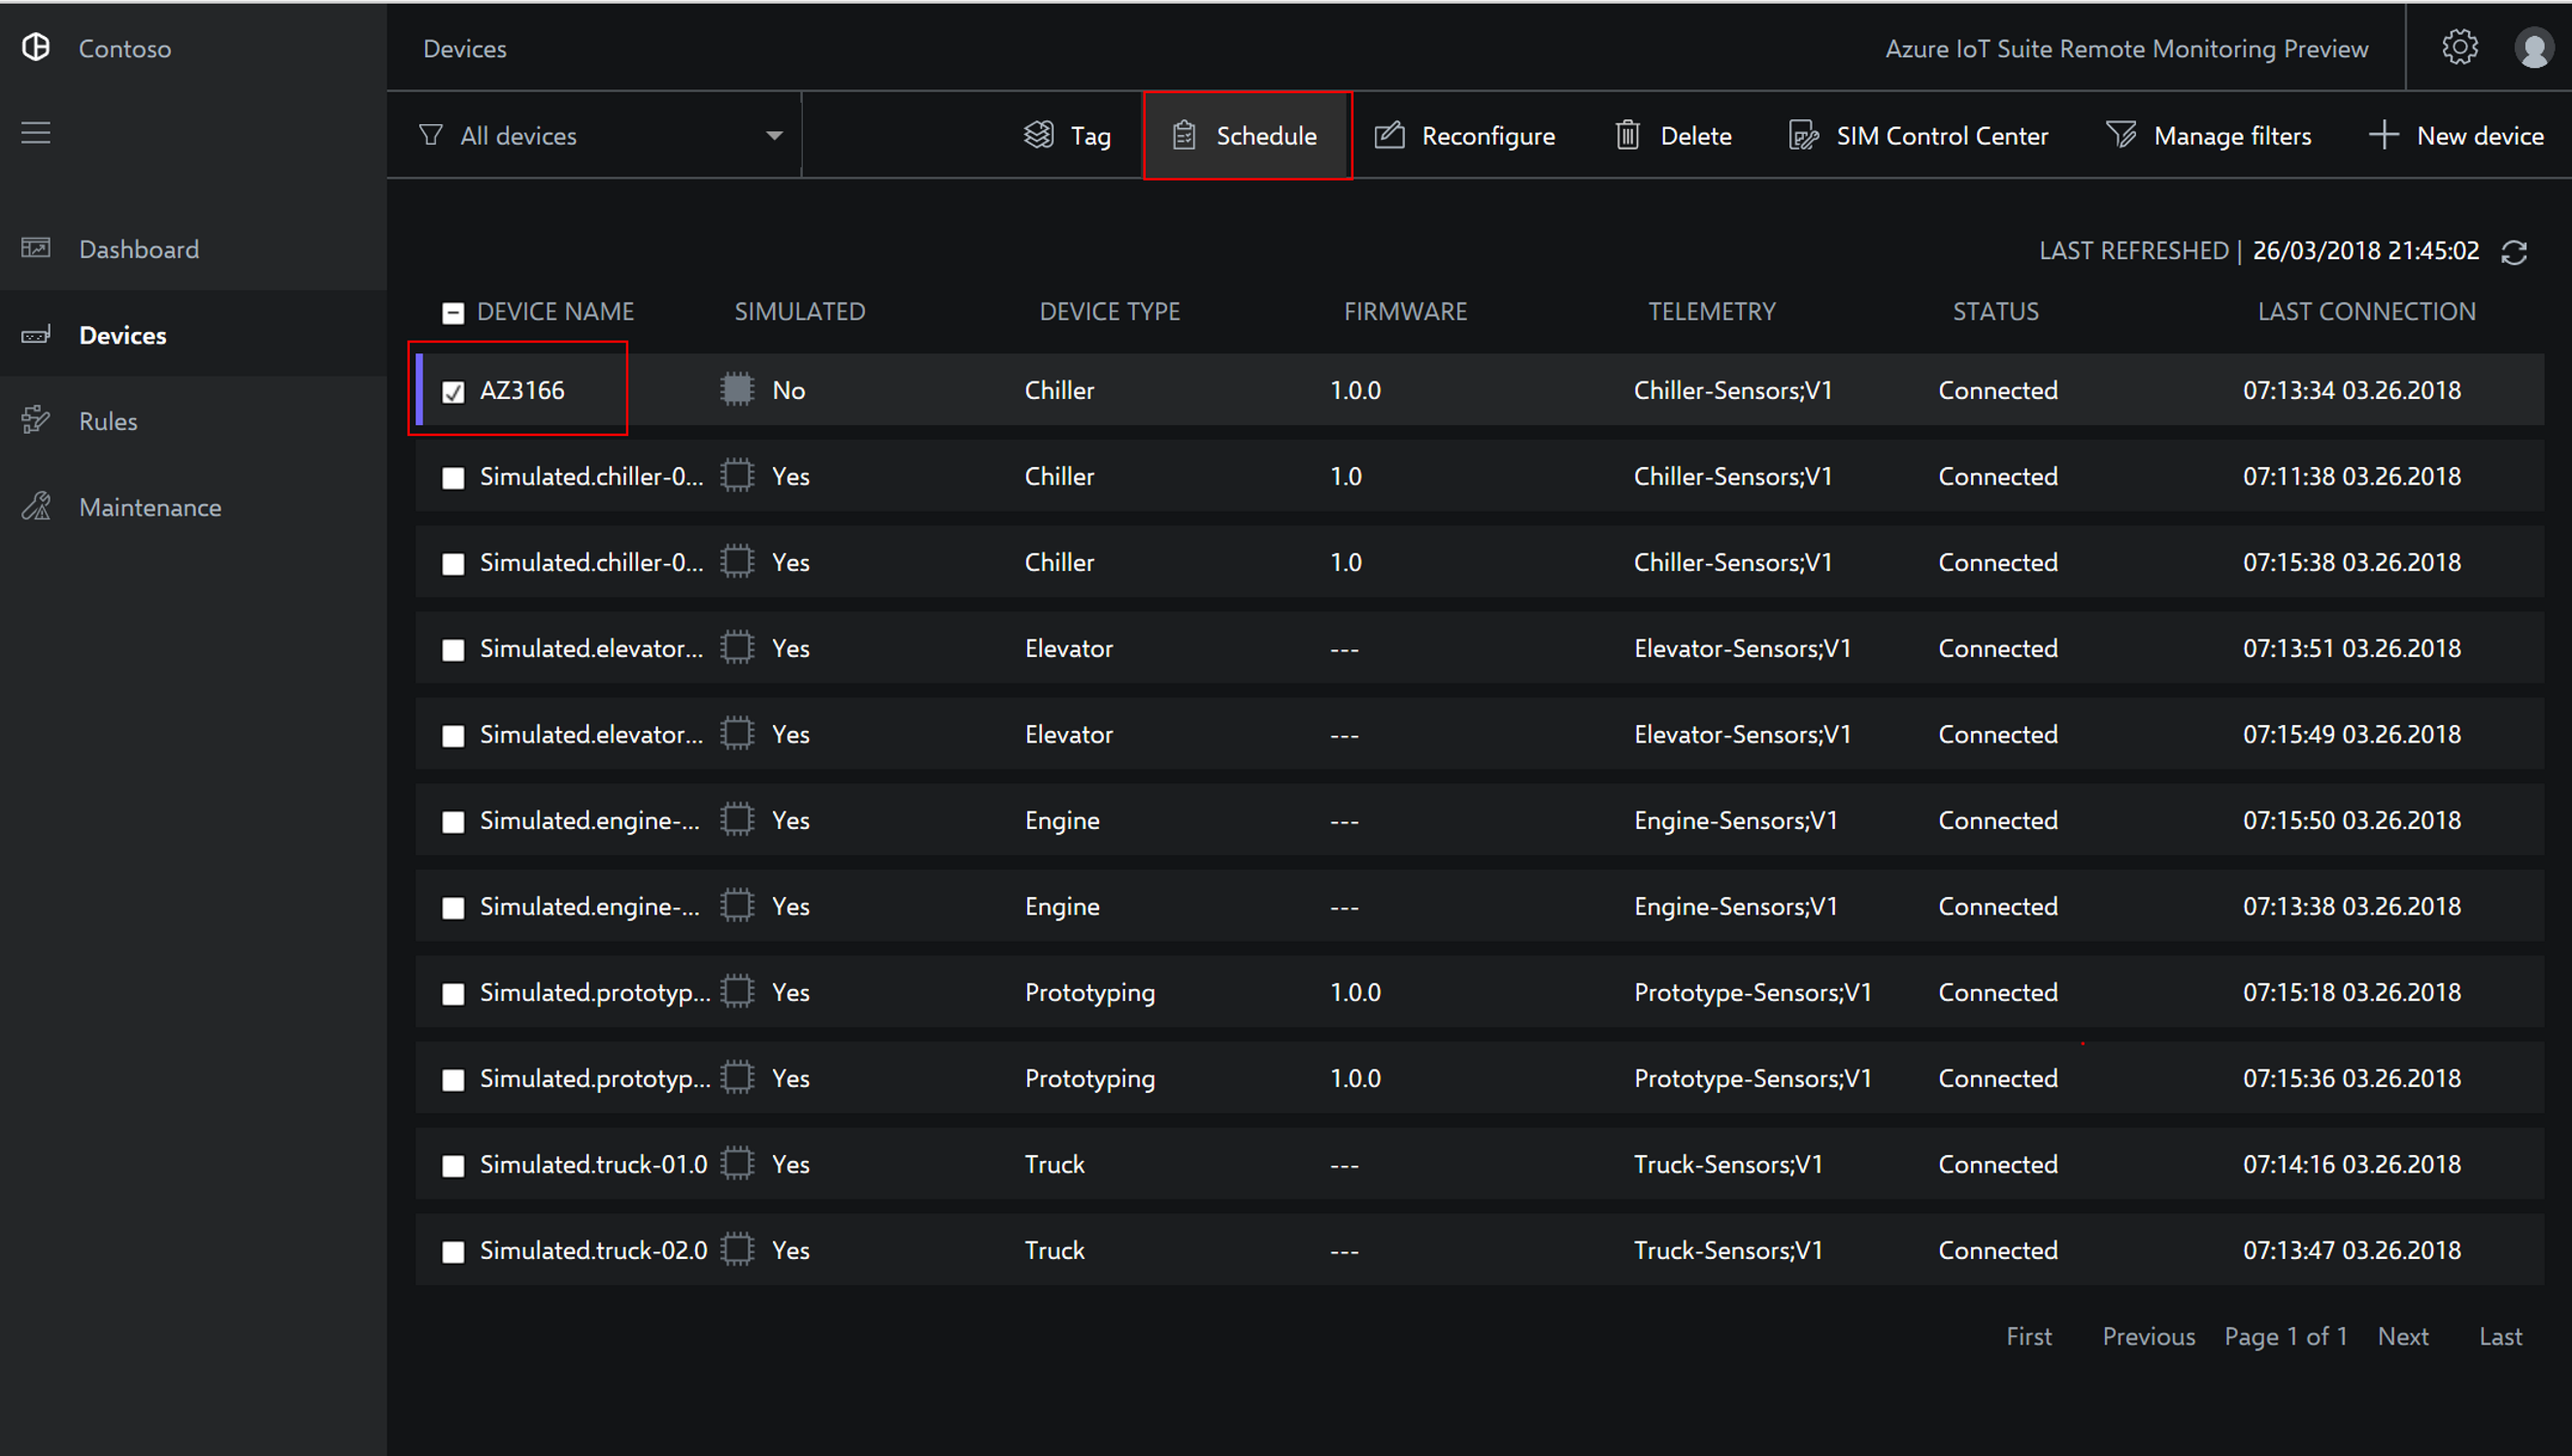 Contoso
Devices
Azure IoT Suite Remote Monitoring Preview
All devices
Tag
Schedule
Reconfigure
Delete
SIM Control Center
Manage filters
New device
Dashboard
Devices
Rules
Maintenance
LAST REFRESHED | 26/03/2018 21:45:02
DEVICE NAME SIMULATED DEVICE TYPE FIRMWARE TELEMETRY STATUS LAST CONNECTION
AZ3166 No Chiller 1.0.0 Chiller-Sensors;V1 Connected 07:13:34 03.26.2018
Simulated.chiller-0... Yes Chiller 1.0 Chiller-Sensors;V1 Connected 07:11:38 03.26.2018
Simulated.chiller-0... Yes Chiller 1.0 Chiller-Sensors;V1 Connected 07:15:38 03.26.2018
Simulated.elevator... Yes Elevator --- Elevator-Sensors;V1 Connected 07:13:51 03.26.2018
Simulated.elevator... Yes Elevator --- Elevator-Sensors;V1 Connected 07:15:49 03.26.2018
Simulated.engine-... Yes Engine --- Engine-Sensors;V1 Connected 07:15:50 03.26.2018
Simulated.engine-... Yes Engine --- Engine-Sensors;V1 Connected 07:13:38 03.26.2018
Simulated.prototyp... Yes Prototyping 1.0.0 Prototype-Sensors;V1 Connected 07:15:18 03.26.2018
Simulated.prototyp... Yes Prototyping 1.0.0 Prototype-Sensors;V1 Connected 07:15:36 03.26.2018
Simulated.truck-01.0 Yes Truck --- Truck-Sensors;V1 Connected 07:14:16 03.26.2018
Simulated.truck-02.0 Yes Truck --- Truck-Sensors;V1 Connected 07:13:47 03.26.2018
First Previous Page 1 of 1 Next Last